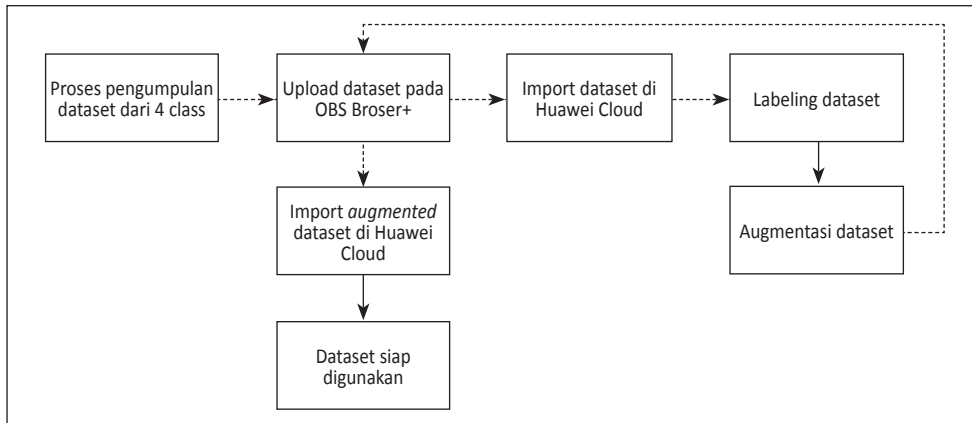 Proses pengumpulan
dataset dari 4 class
Upload dataset pada
OBS Broser+
Import dataset di
Huawei Cloud
Labeling dataset
Import augmented
dataset di Huawei
Cloud
Augmentasi dataset
Dataset siap
digunakan